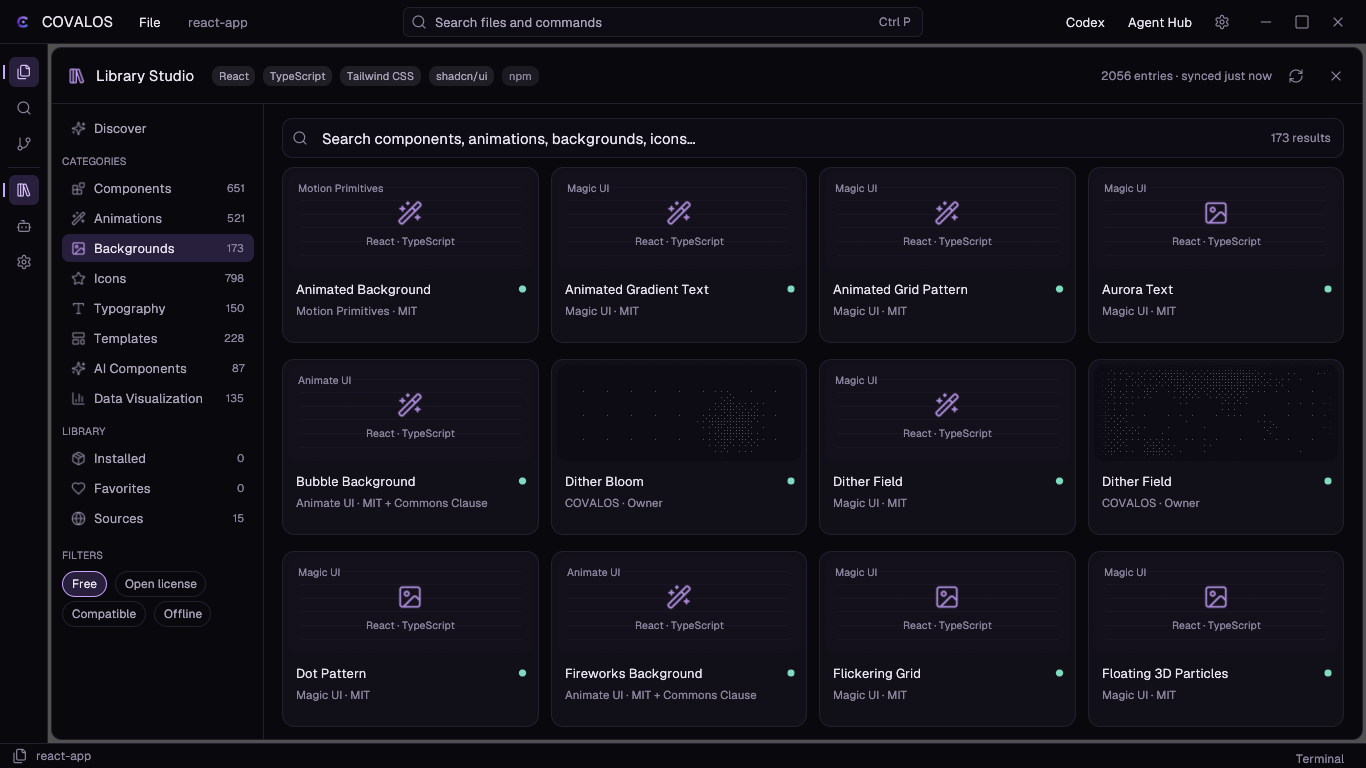 COVALOS File react-app Search files and commands Ctrl P Codex Agent Hub
Library Studio React TypeScript Tailwind CSS shadcn/ui npm 2056 entries · synced just now
Discover
CATEGORIES
Components 651
Animations 521
Backgrounds 173
Icons 798
Typography 150
Templates 228
AI Components 87
Data Visualization 135
LIBRARY
Installed 0
Favorites 0
Sources 15
FILTERS
Free Open license
Compatible Offline
Search components, animations, backgrounds, icons... 173 results
Motion Primitives
React · TypeScript
Animated Background
Motion Primitives · MIT
Magic UI
React · TypeScript
Animated Gradient Text
Magic UI · MIT
Magic UI
React · TypeScript
Animated Grid Pattern
Magic UI · MIT
Magic UI
React · TypeScript
Aurora Text
Magic UI · MIT
Animate UI
React · TypeScript
Bubble Background
Animate UI · MIT + Commons Clause
Dither Bloom
COVALOS · Owner
Magic UI
React · TypeScript
Dither Field
Magic UI · MIT
Dither Field
COVALOS · Owner
Magic UI
React · TypeScript
Dot Pattern
Magic UI · MIT
Animate UI
React · TypeScript
Fireworks Background
Animate UI · MIT + Commons Clause
Magic UI
React · TypeScript
Flickering Grid
Magic UI · MIT
Magic UI
React · TypeScript
Floating 3D Particles
Magic UI · MIT
react-app Terminal